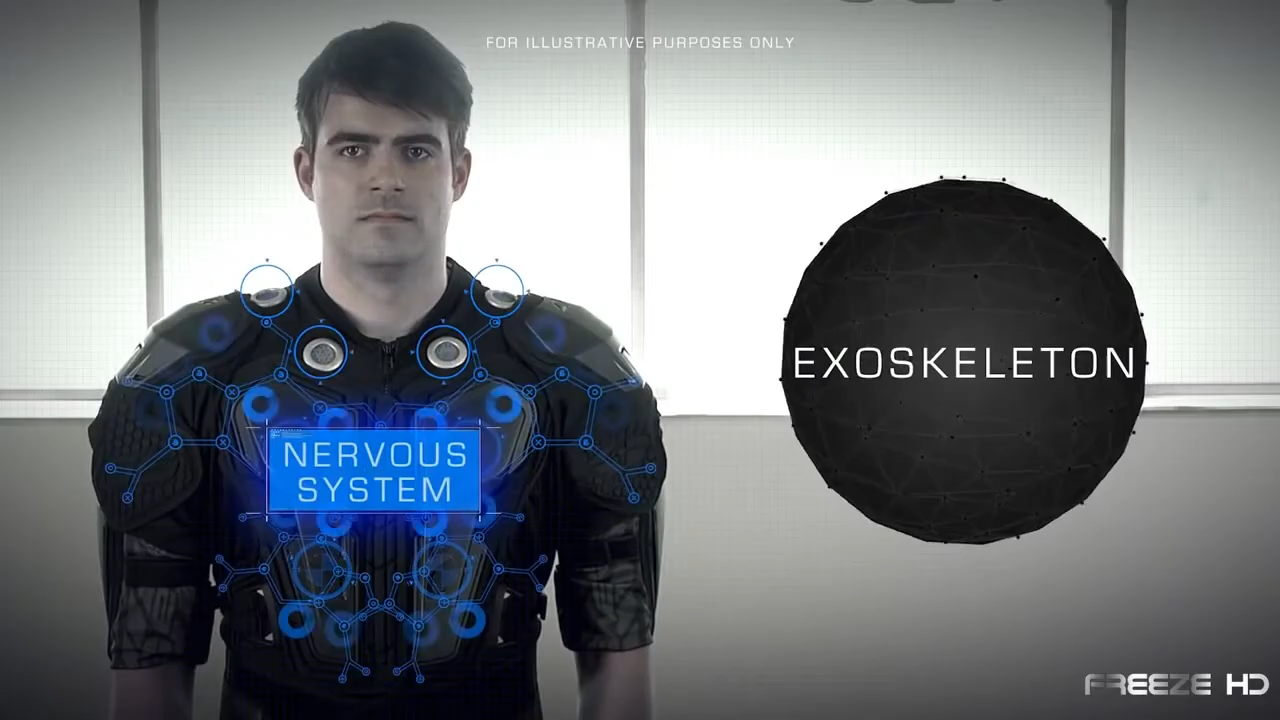 FOR ILLUSTRATIVE PURPOSES ONLY
EXOSKELETON
NERVOUS
SYSTEM
FREEZE HD